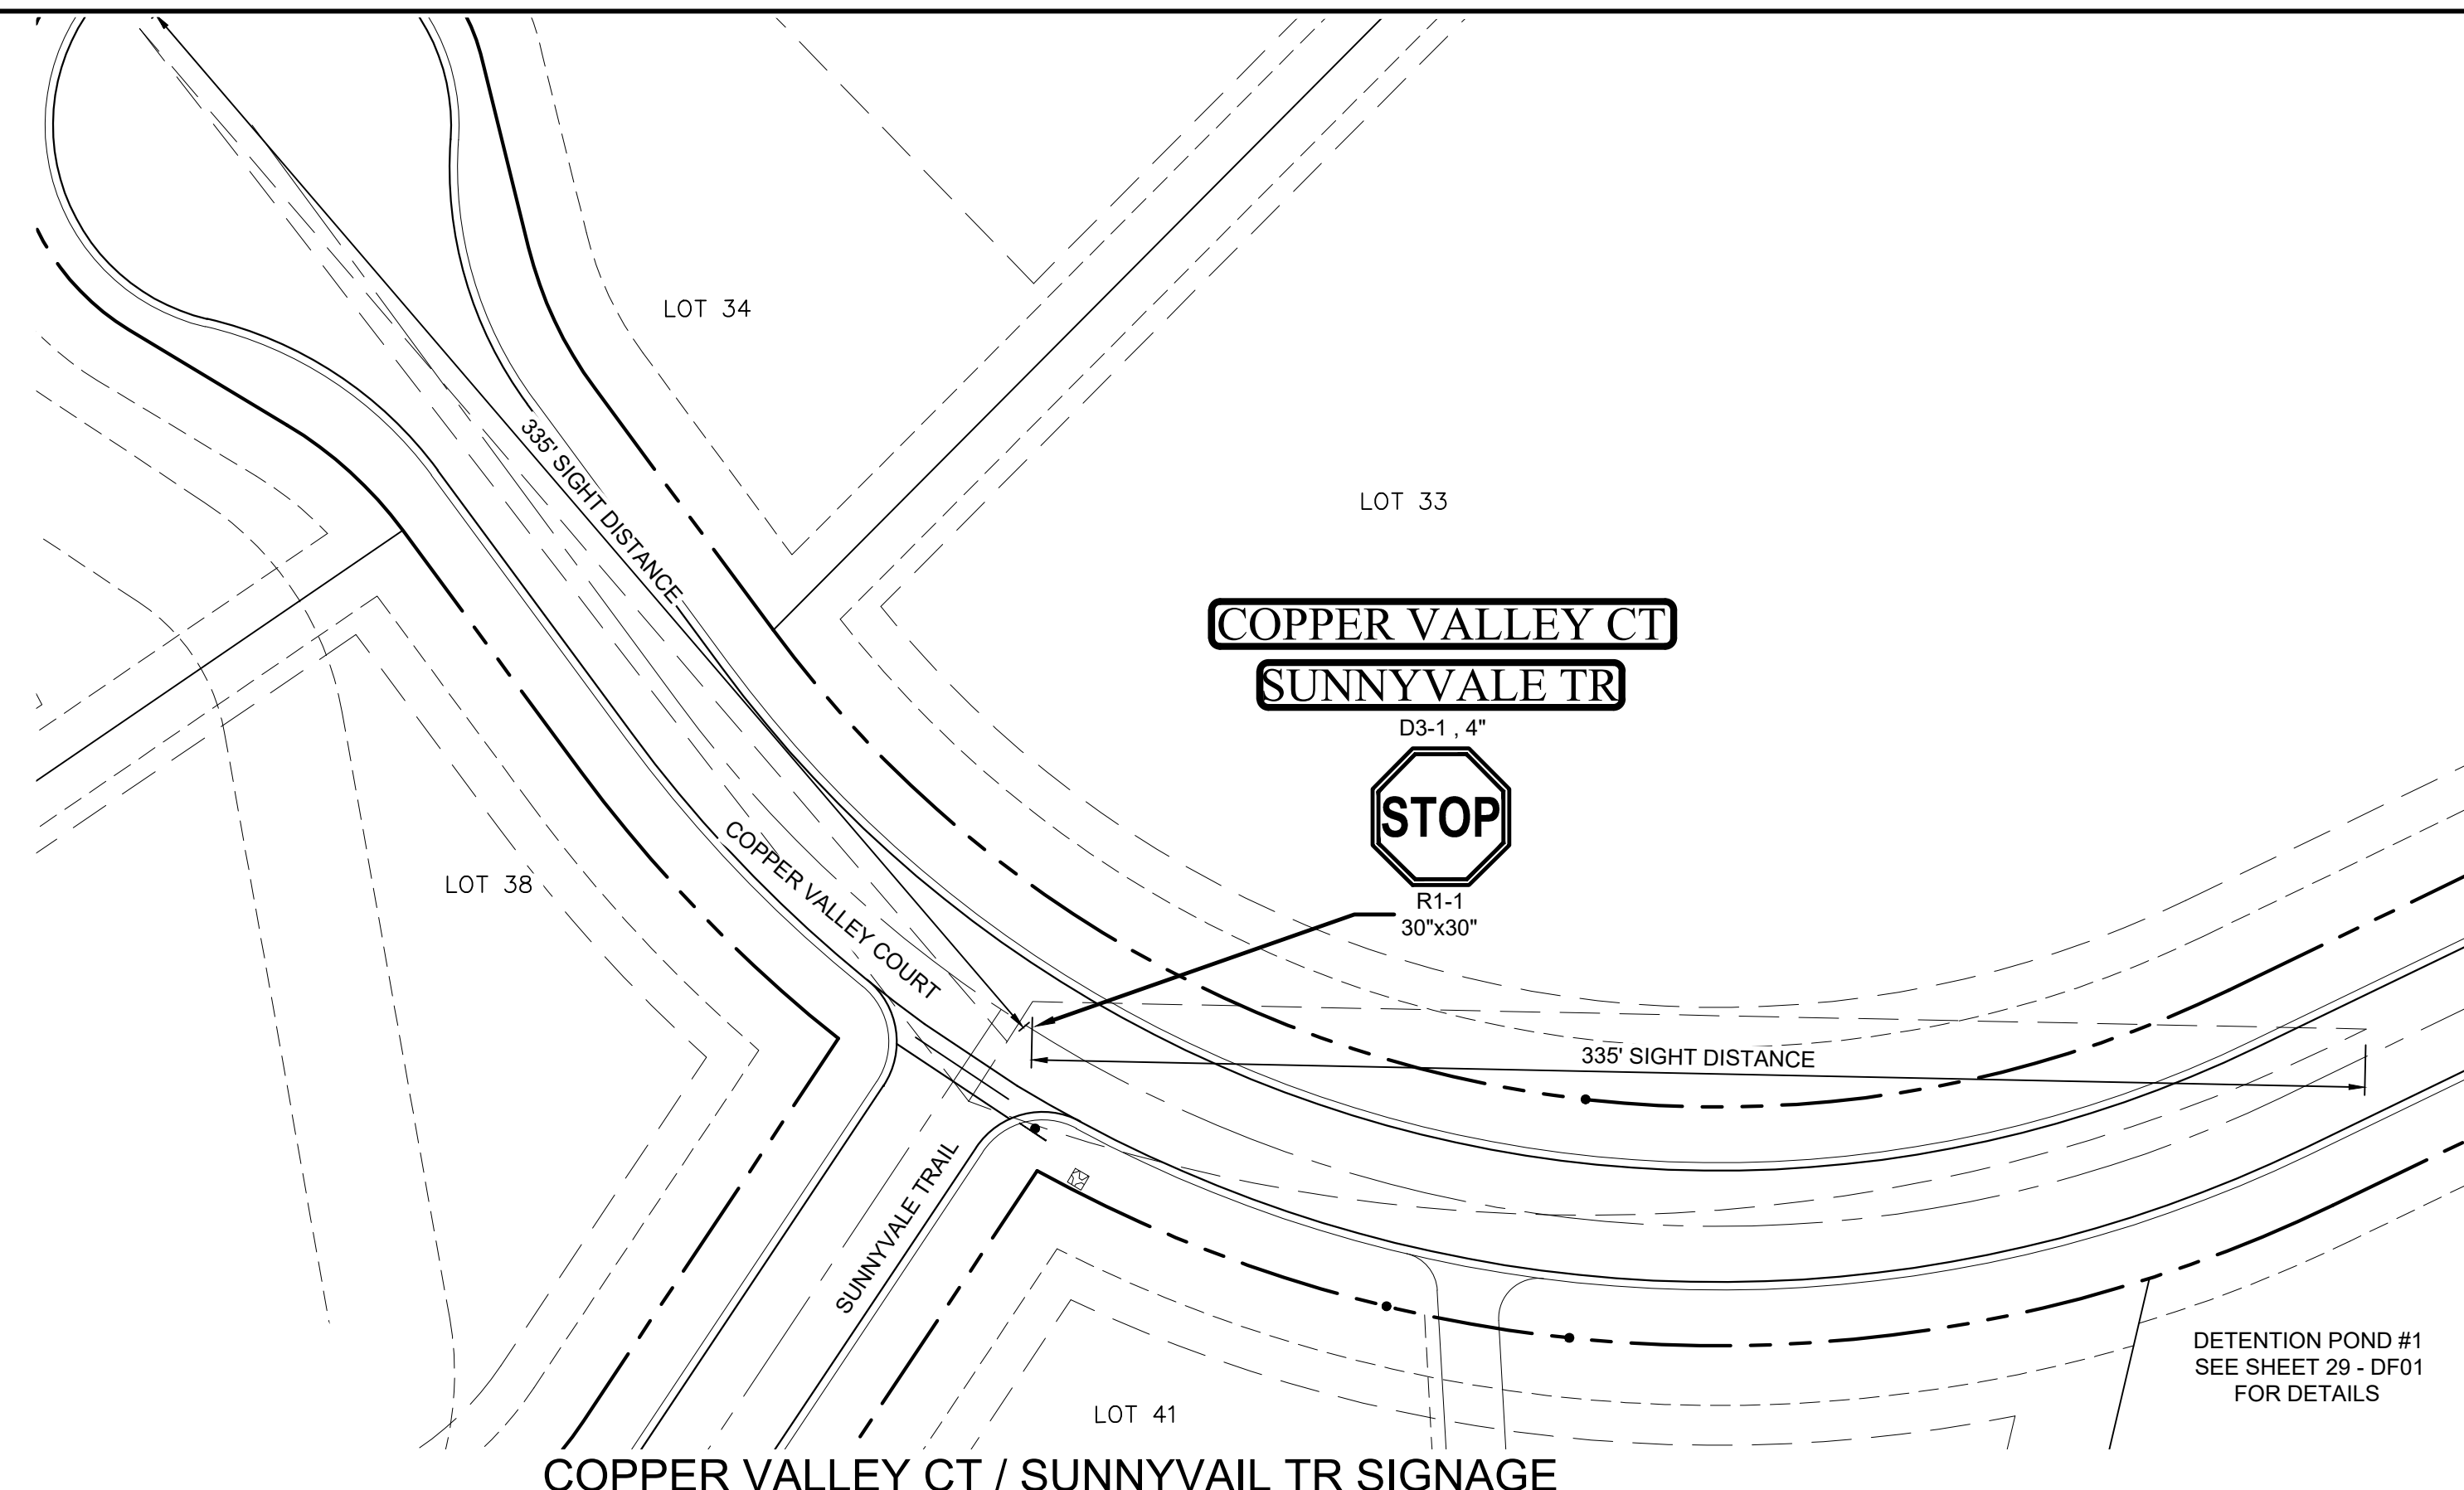 LOT 34
335' SIGHT DISTANCE
LOT 33
COPPER VALLEY CT
SUNNYVALE TR
D3-1 , 4"
STOP
R1-1
30"x30"
COPPER VALLEY COURT
LOT 38
335' SIGHT DISTANCE
SUNNYVALE TRAIL
DETENTION POND #1
SEE SHEET 29 - DF01
FOR DETAILS
LOT 41
COPPER VALLEY CT / SUNNYVAIL TR SIGNAGE